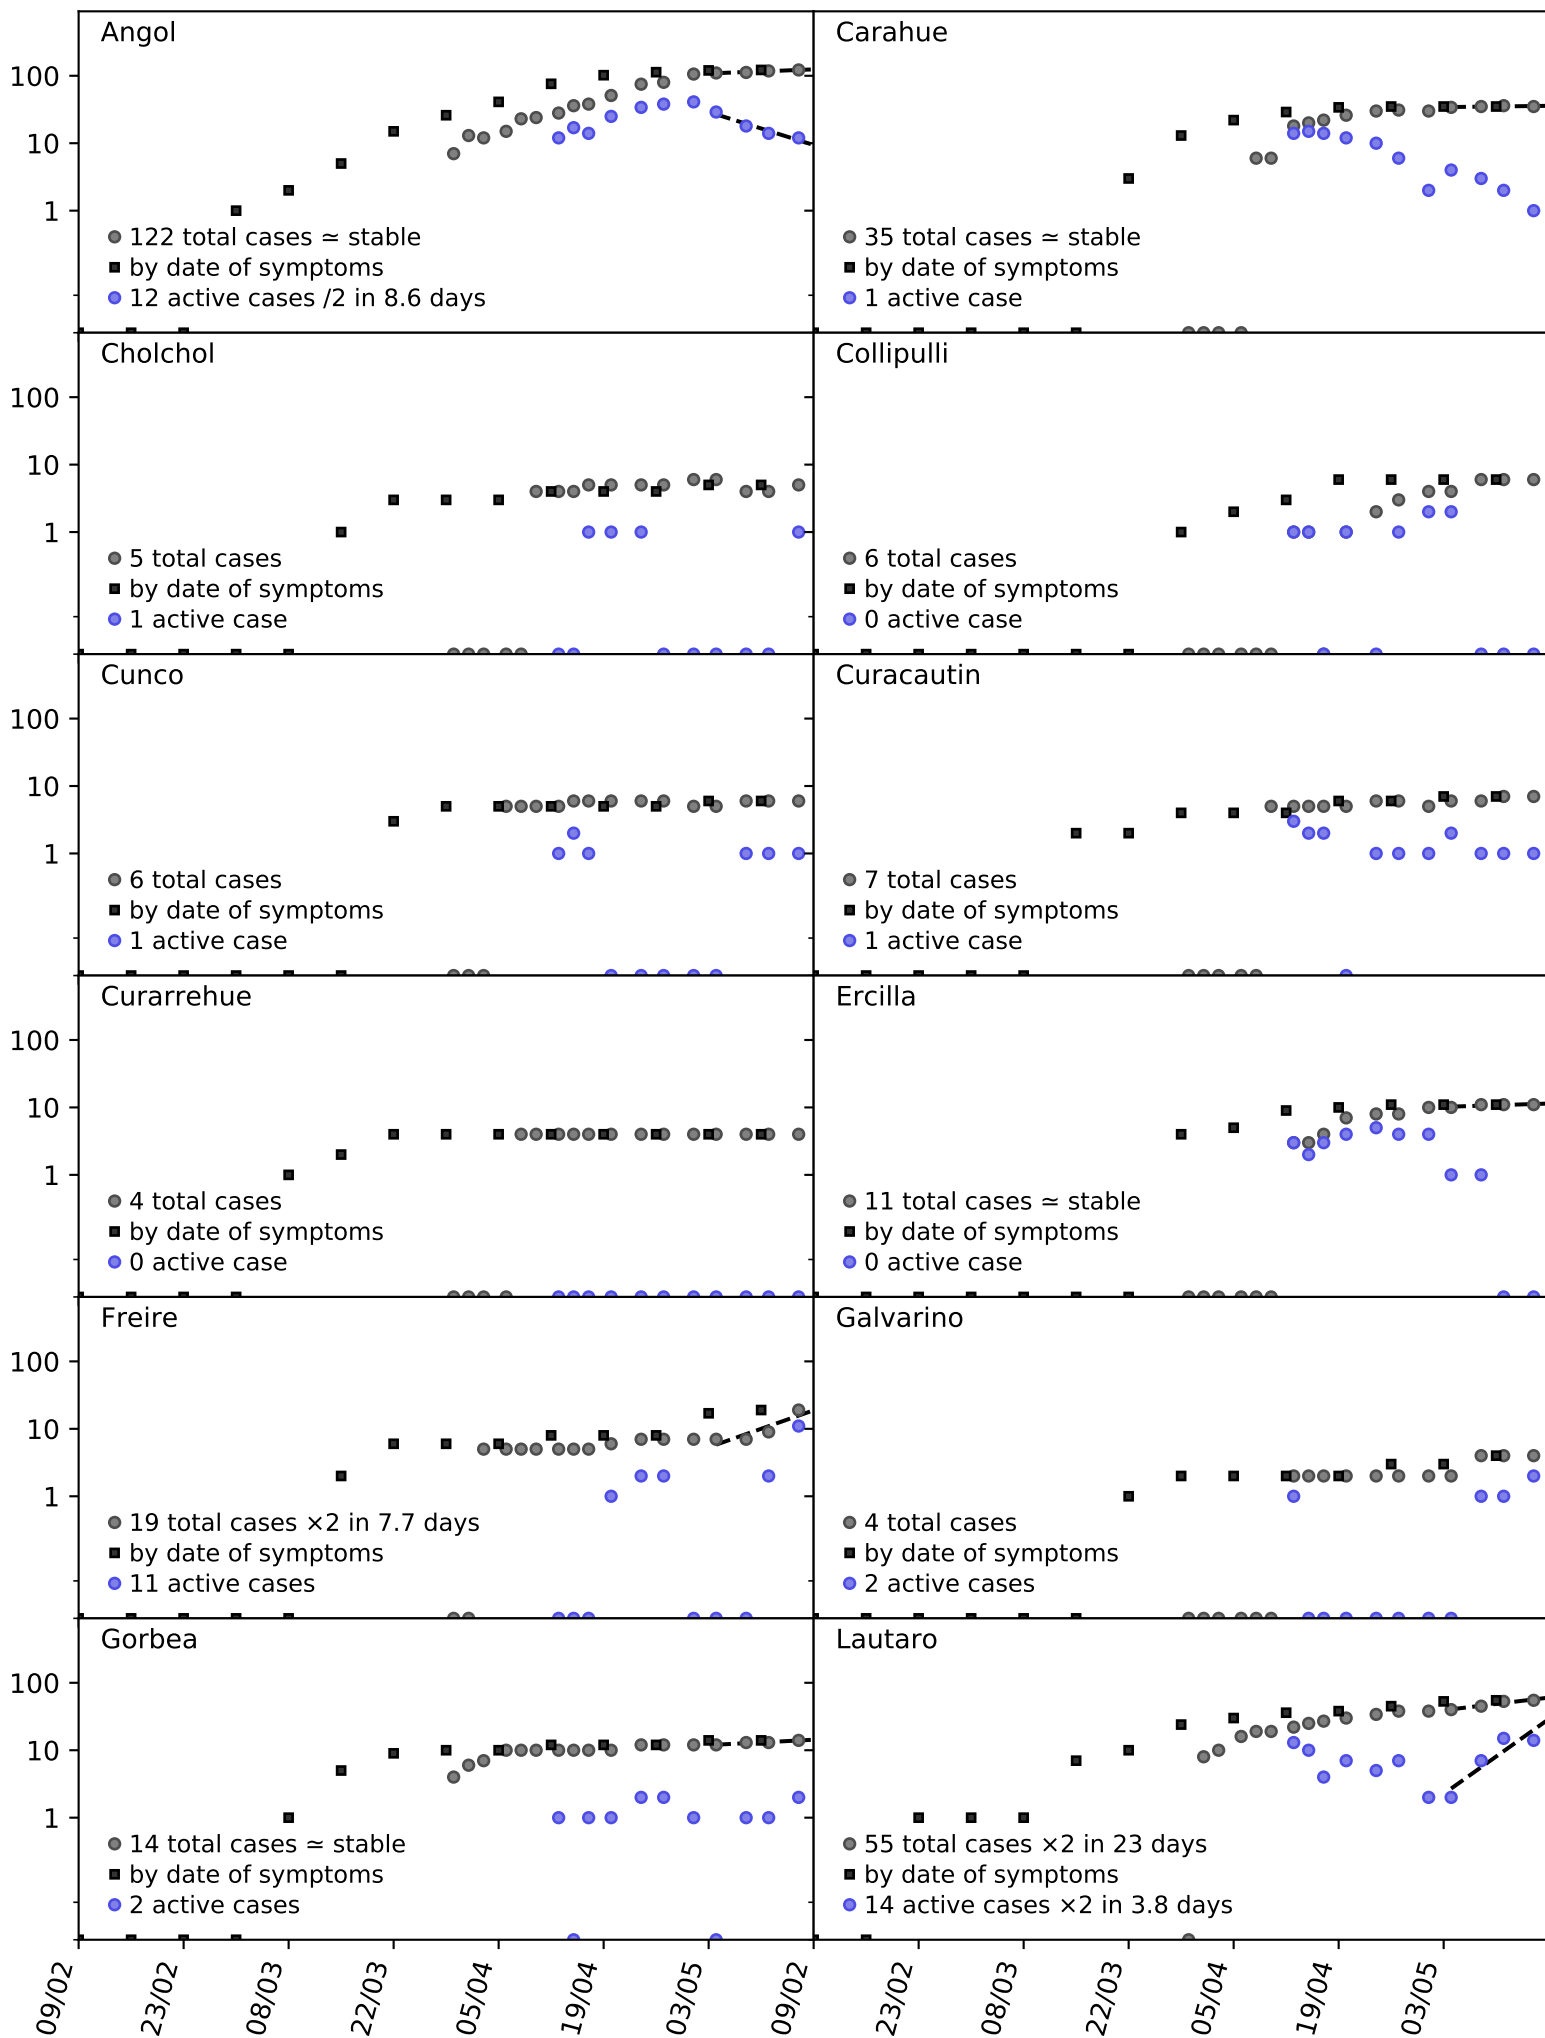 Angol
Carahue
100
10
1
122 total cases ≃ stable
by date of symptoms
12 active cases /2 in 8.6 days
35 total cases ≃ stable
by date of symptoms
1 active case
Cholchol
Collipulli
100
10
1
5 total cases
by date of symptoms
1 active case
6 total cases
by date of symptoms
0 active case
Cunco
Curacautin
100
10
1
6 total cases
by date of symptoms
1 active case
7 total cases
by date of symptoms
1 active case
Curarrehue
Ercilla
100
10
1
4 total cases
by date of symptoms
0 active case
11 total cases ≃ stable
by date of symptoms
0 active case
Freire
Galvarino
100
10
1
19 total cases ×2 in 7.7 days
by date of symptoms
11 active cases
4 total cases
by date of symptoms
2 active cases
Gorbea
Lautaro
100
10
1
14 total cases ≃ stable
by date of symptoms
2 active cases
55 total cases ×2 in 23 days
by date of symptoms
14 active cases ×2 in 3.8 days
09/02
23/02
08/03
22/03
05/04
19/04
03/05
09/02
23/02
08/03
22/03
05/04
19/04
03/05